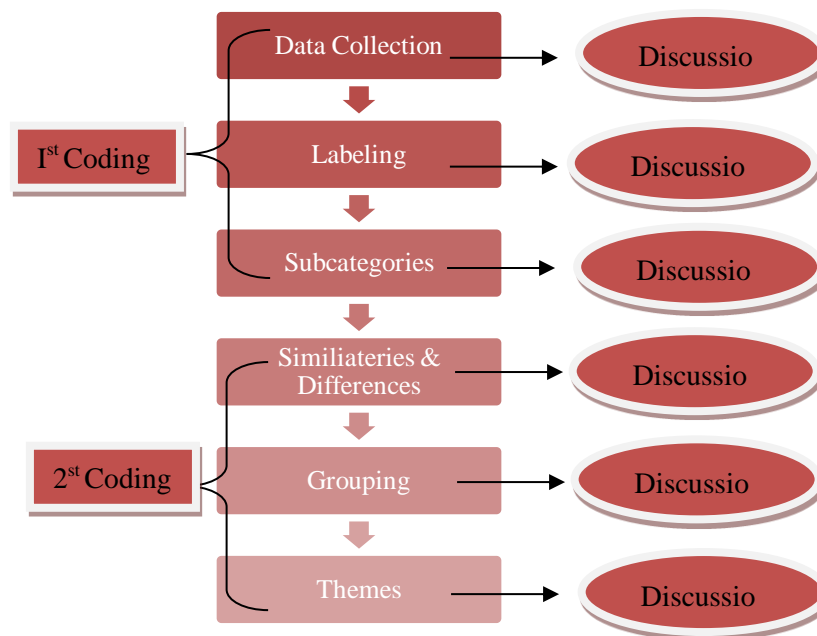 Data Collection
Discussio
Ist Coding
Labeling
Discussio
Subcategories
Discussio
Similiateries &
Differences
Discussio
2st Coding
Grouping
Discussio
Themes
Discussio